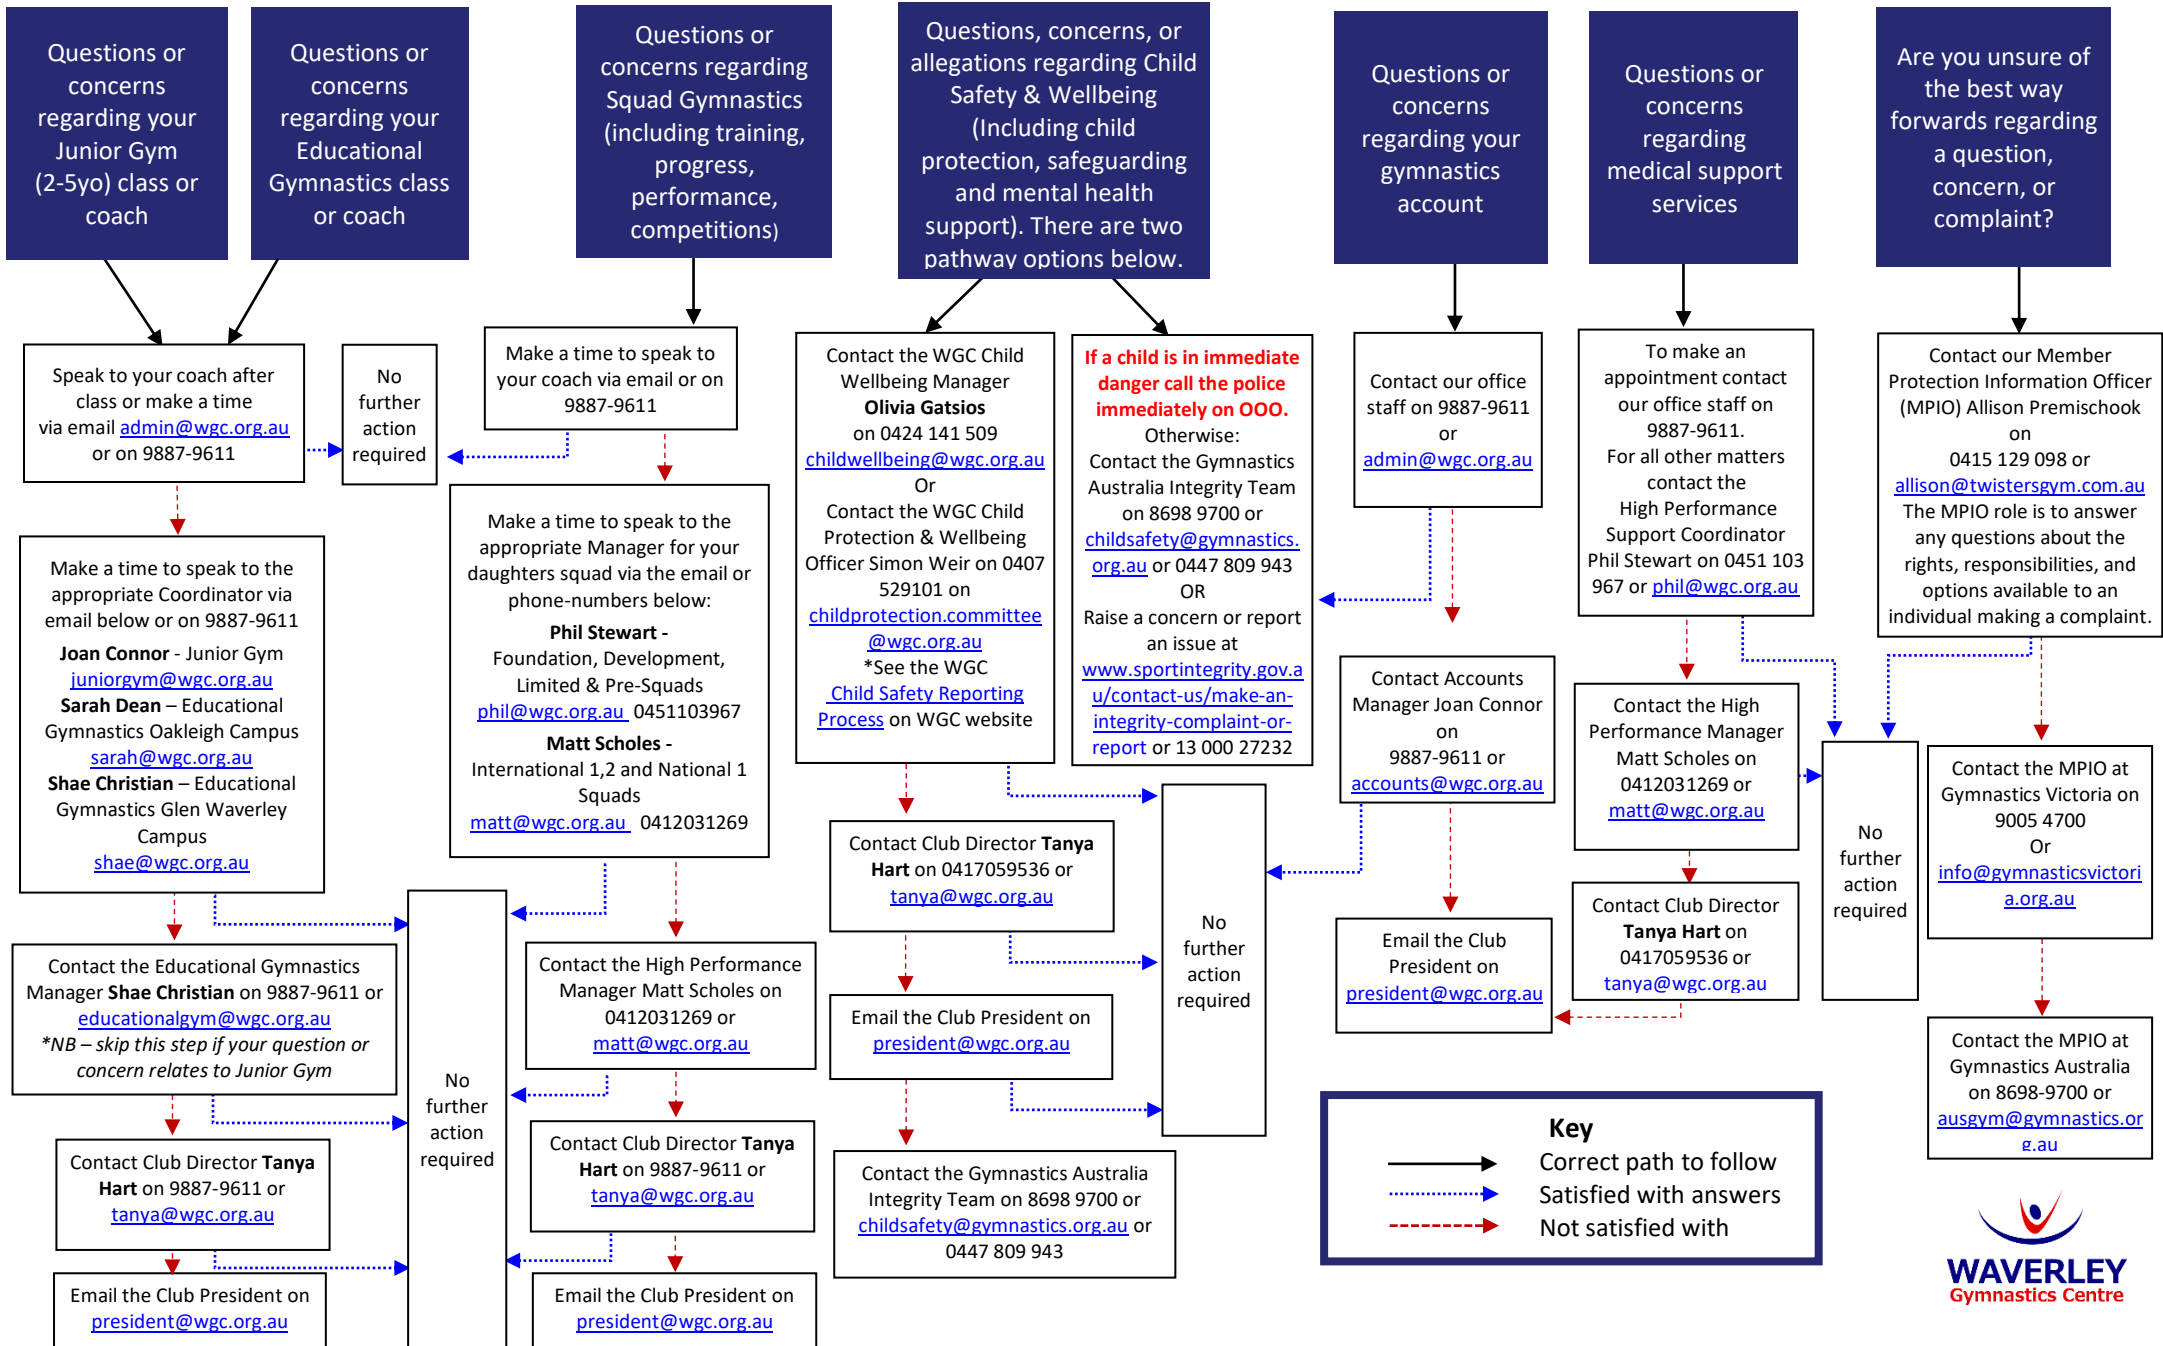 Questions or
concerns
regarding your
Junior Gym
(2-5yo) class or
coach
Questions or
concerns
regarding your
Educational
Gymnastics class
or coach
Questions or
concerns regarding
Squad Gymnastics
(including training,
progress,
performance,
competitions)
Questions, concerns, or
allegations regarding Child
Safety & Wellbeing
(Including child
protection, safeguarding
and mental health
support). There are two
pathway options below.
Questions or
concerns
regarding your
gymnastics
account
Questions or
concerns
regarding
medical support
services
Are you unsure of
the best way
forwards regarding
a question,
concern, or
complaint?
Speak to your coach after
class or make a time
via email admin@wgc.org.au
or on 9887-9611
No
further
action
required
Make a time to speak to the
appropriate Coordinator via
email below or on 9887-9611
Joan Connor - Junior Gym
juniorgym@wgc.org.au
Sarah Dean – Educational
Gymnastics Oakleigh Campus
sarah@wgc.org.au
Shae Christian – Educational
Gymnastics Glen Waverley
Campus
shae@wgc.org.au
Contact the Educational Gymnastics
Manager Shae Christian on 9887-9611 or
educationalgym@wgc.org.au
*NB – skip this step if your question or
concern relates to Junior Gym
Contact Club Director Tanya
Hart on 9887-9611 or
tanya@wgc.org.au
Email the Club President on
president@wgc.org.au
No
further
action
required
Make a time to speak to
your coach via email or on
9887-9611
Make a time to speak to the
appropriate Manager for your
daughters squad via the email or
phone-numbers below:
Phil Stewart -
Foundation, Development,
Limited & Pre-Squads
phil@wgc.org.au 0451103967
Matt Scholes -
International 1,2 and National 1
Squads
matt@wgc.org.au 0412031269
Contact the High Performance
Manager Matt Scholes on
0412031269 or
matt@wgc.org.au
Contact Club Director Tanya
Hart on 9887-9611 or
tanya@wgc.org.au
Email the Club President on
president@wgc.org.au
Contact the WGC Child
Wellbeing Manager
Olivia Gatsios
on 0424 141 509
childwellbeing@wgc.org.au
Or
Contact the WGC Child
Protection & Wellbeing
Officer Simon Weir on 0407
529101 on
childprotection.committee
@wgc.org.au
*See the WGC
Child Safety Reporting
Process on WGC website
Contact Club Director Tanya
Hart on 0417059536 or
tanya@wgc.org.au
Email the Club President on
president@wgc.org.au
Contact the Gymnastics Australia
Integrity Team on 8698 9700 or
childsafety@gymnastics.org.au or
0447 809 943
If a child is in immediate
danger call the police
immediately on OOO.
Otherwise:
Contact the Gymnastics
Australia Integrity Team
on 8698 9700 or
childsafety@gymnastics.
org.au or 0447 809 943
OR
Raise a concern or report
an issue at
www.sportintegrity.gov.a
u/contact-us/make-an-
integrity-complaint-or-
report or 13 000 27232
No
further
action
required
Contact our office
staff on 9887-9611
or
admin@wgc.org.au
Contact Accounts
Manager Joan Connor
on
9887-9611 or
accounts@wgc.org.au
Email the Club
President on
president@wgc.org.au
To make an
appointment contact
our office staff on
9887-9611.
For all other matters
contact the
High Performance
Support Coordinator
Phil Stewart on 0451 103
967 or phil@wgc.org.au
Contact the High
Performance Manager
Matt Scholes on
0412031269 or
matt@wgc.org.au
Contact Club Director
Tanya Hart on
0417059536 or
tanya@wgc.org.au
No
further
action
required
Contact our Member
Protection Information Officer
(MPIO) Allison Premischook
on
0415 129 098 or
allison@twistersgym.com.au
The MPIO role is to answer
any questions about the
rights, responsibilities, and
options available to an
individual making a complaint.
Contact the MPIO at
Gymnastics Victoria on
9005 4700
Or
info@gymnasticsvictori
a.org.au
Contact the MPIO at
Gymnastics Australia
on 8698-9700 or
ausgym@gymnastics.or
g.au
Key
Correct path to follow
Satisfied with answers
Not satisfied with
WAVERLEY
Gymnastics Centre